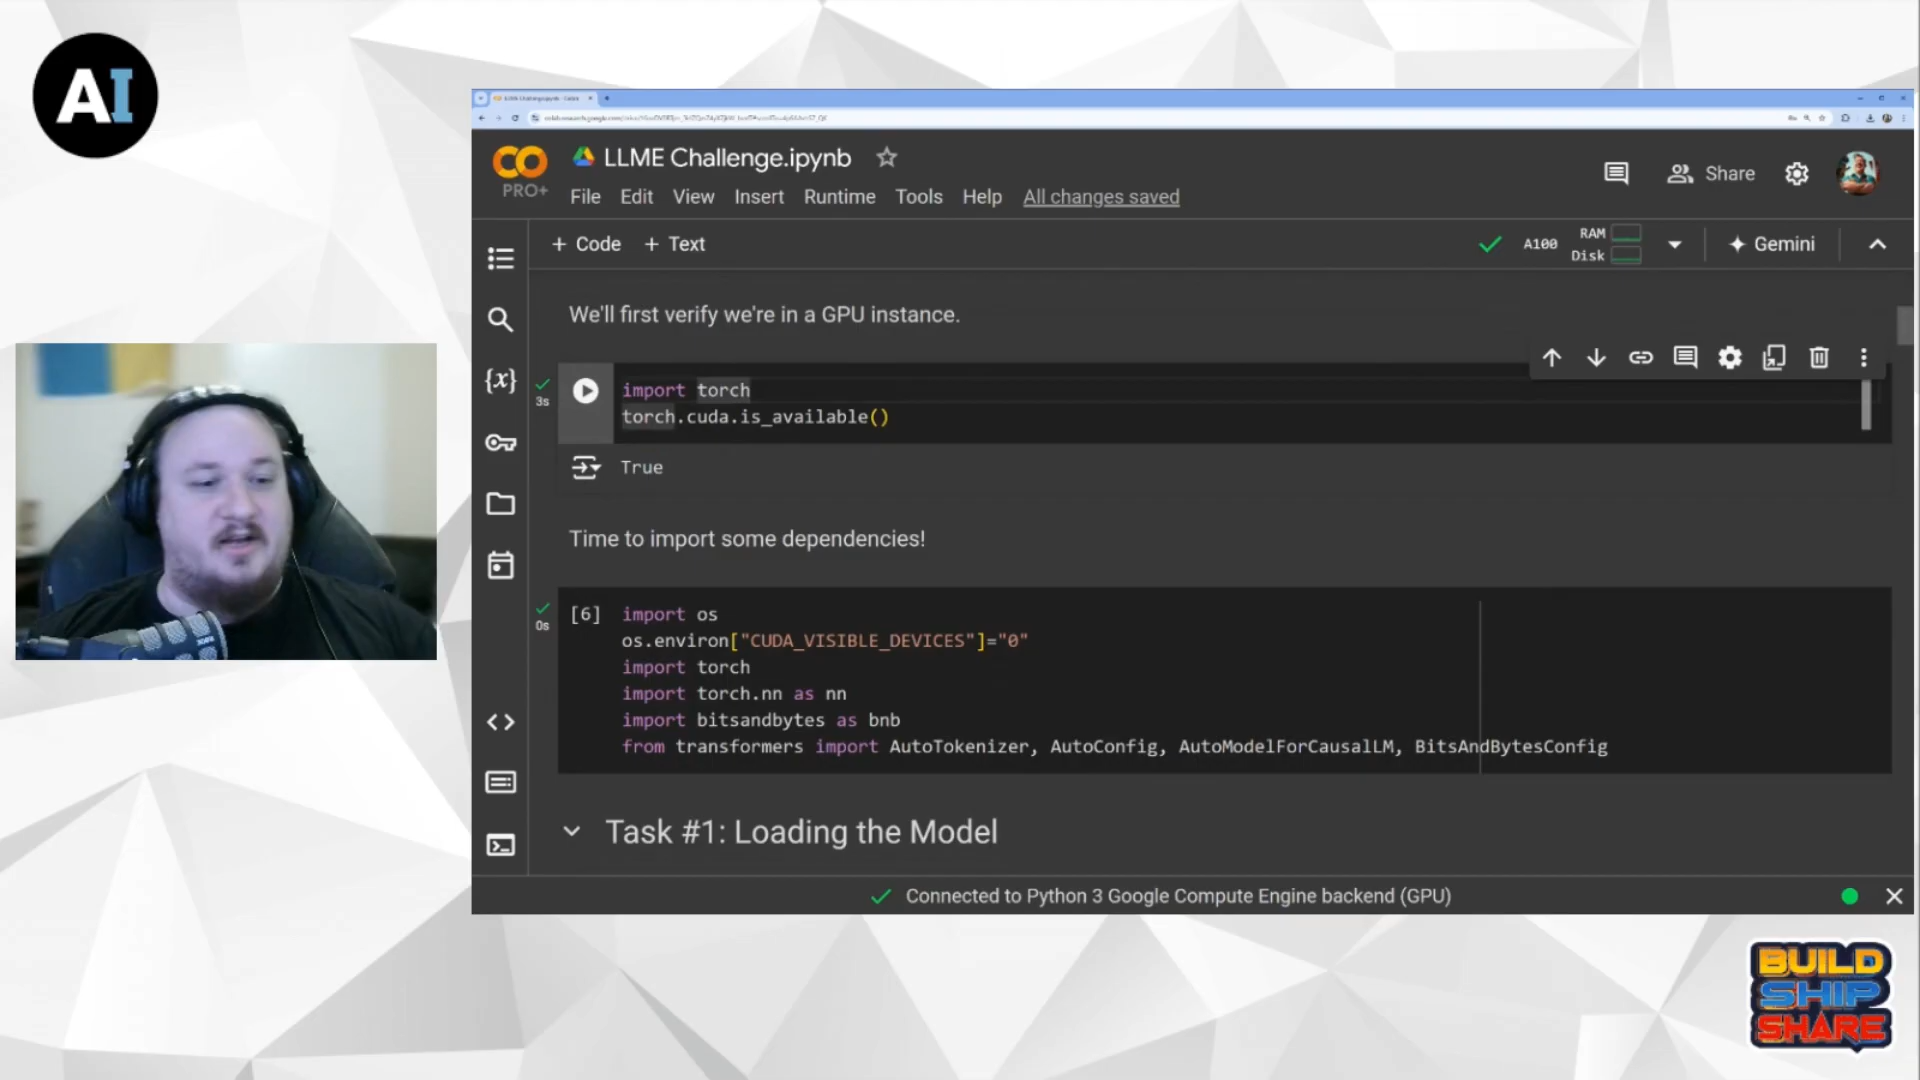 AI
LLME Challenge.ipynb
CO
PRO+
File Edit View Insert Runtime Tools Help All changes saved
Share
+ Code + Text
A100
RAM
Disk
Gemini
We'll first verify we're in a GPU instance.
3s
import torch
torch.cuda.is_available()
True
Time to import some dependencies!
0s
[6]
import os
os.environ["CUDA_VISIBLE_DEVICES"]="0"
import torch
import torch.nn as nn
import bitsandbytes as bnb
from transformers import AutoTokenizer, AutoConfig, AutoModelForCausalLM, BitsAndBytesConfig
Task #1: Loading the Model
Connected to Python 3 Google Compute Engine backend (GPU)
BUILD
SHIP
SHARE